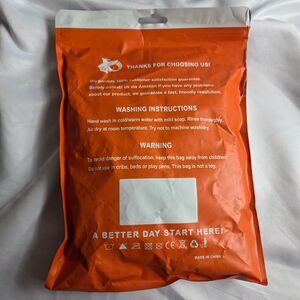 THANKS FOR CHOOSING US!
We provide 100% customer satisfaction guarantee.
Simply contact us via Amazon if you have any problems
about our product, we guarantee a fast, friendly resolution.
WASHING INSTRUCTIONS
Hand wash in cold/warm water with mild soap. Rinse thoroughly.
Air dry at room temperature. Try not to machine wash/dry.
WARNING
To avoid danger of suffocation, keep this bag away from children.
Do not use in cribs, beds or play pens. This bag is not a toy.
A BETTER DAY START HERE!
MADE IN CHINA